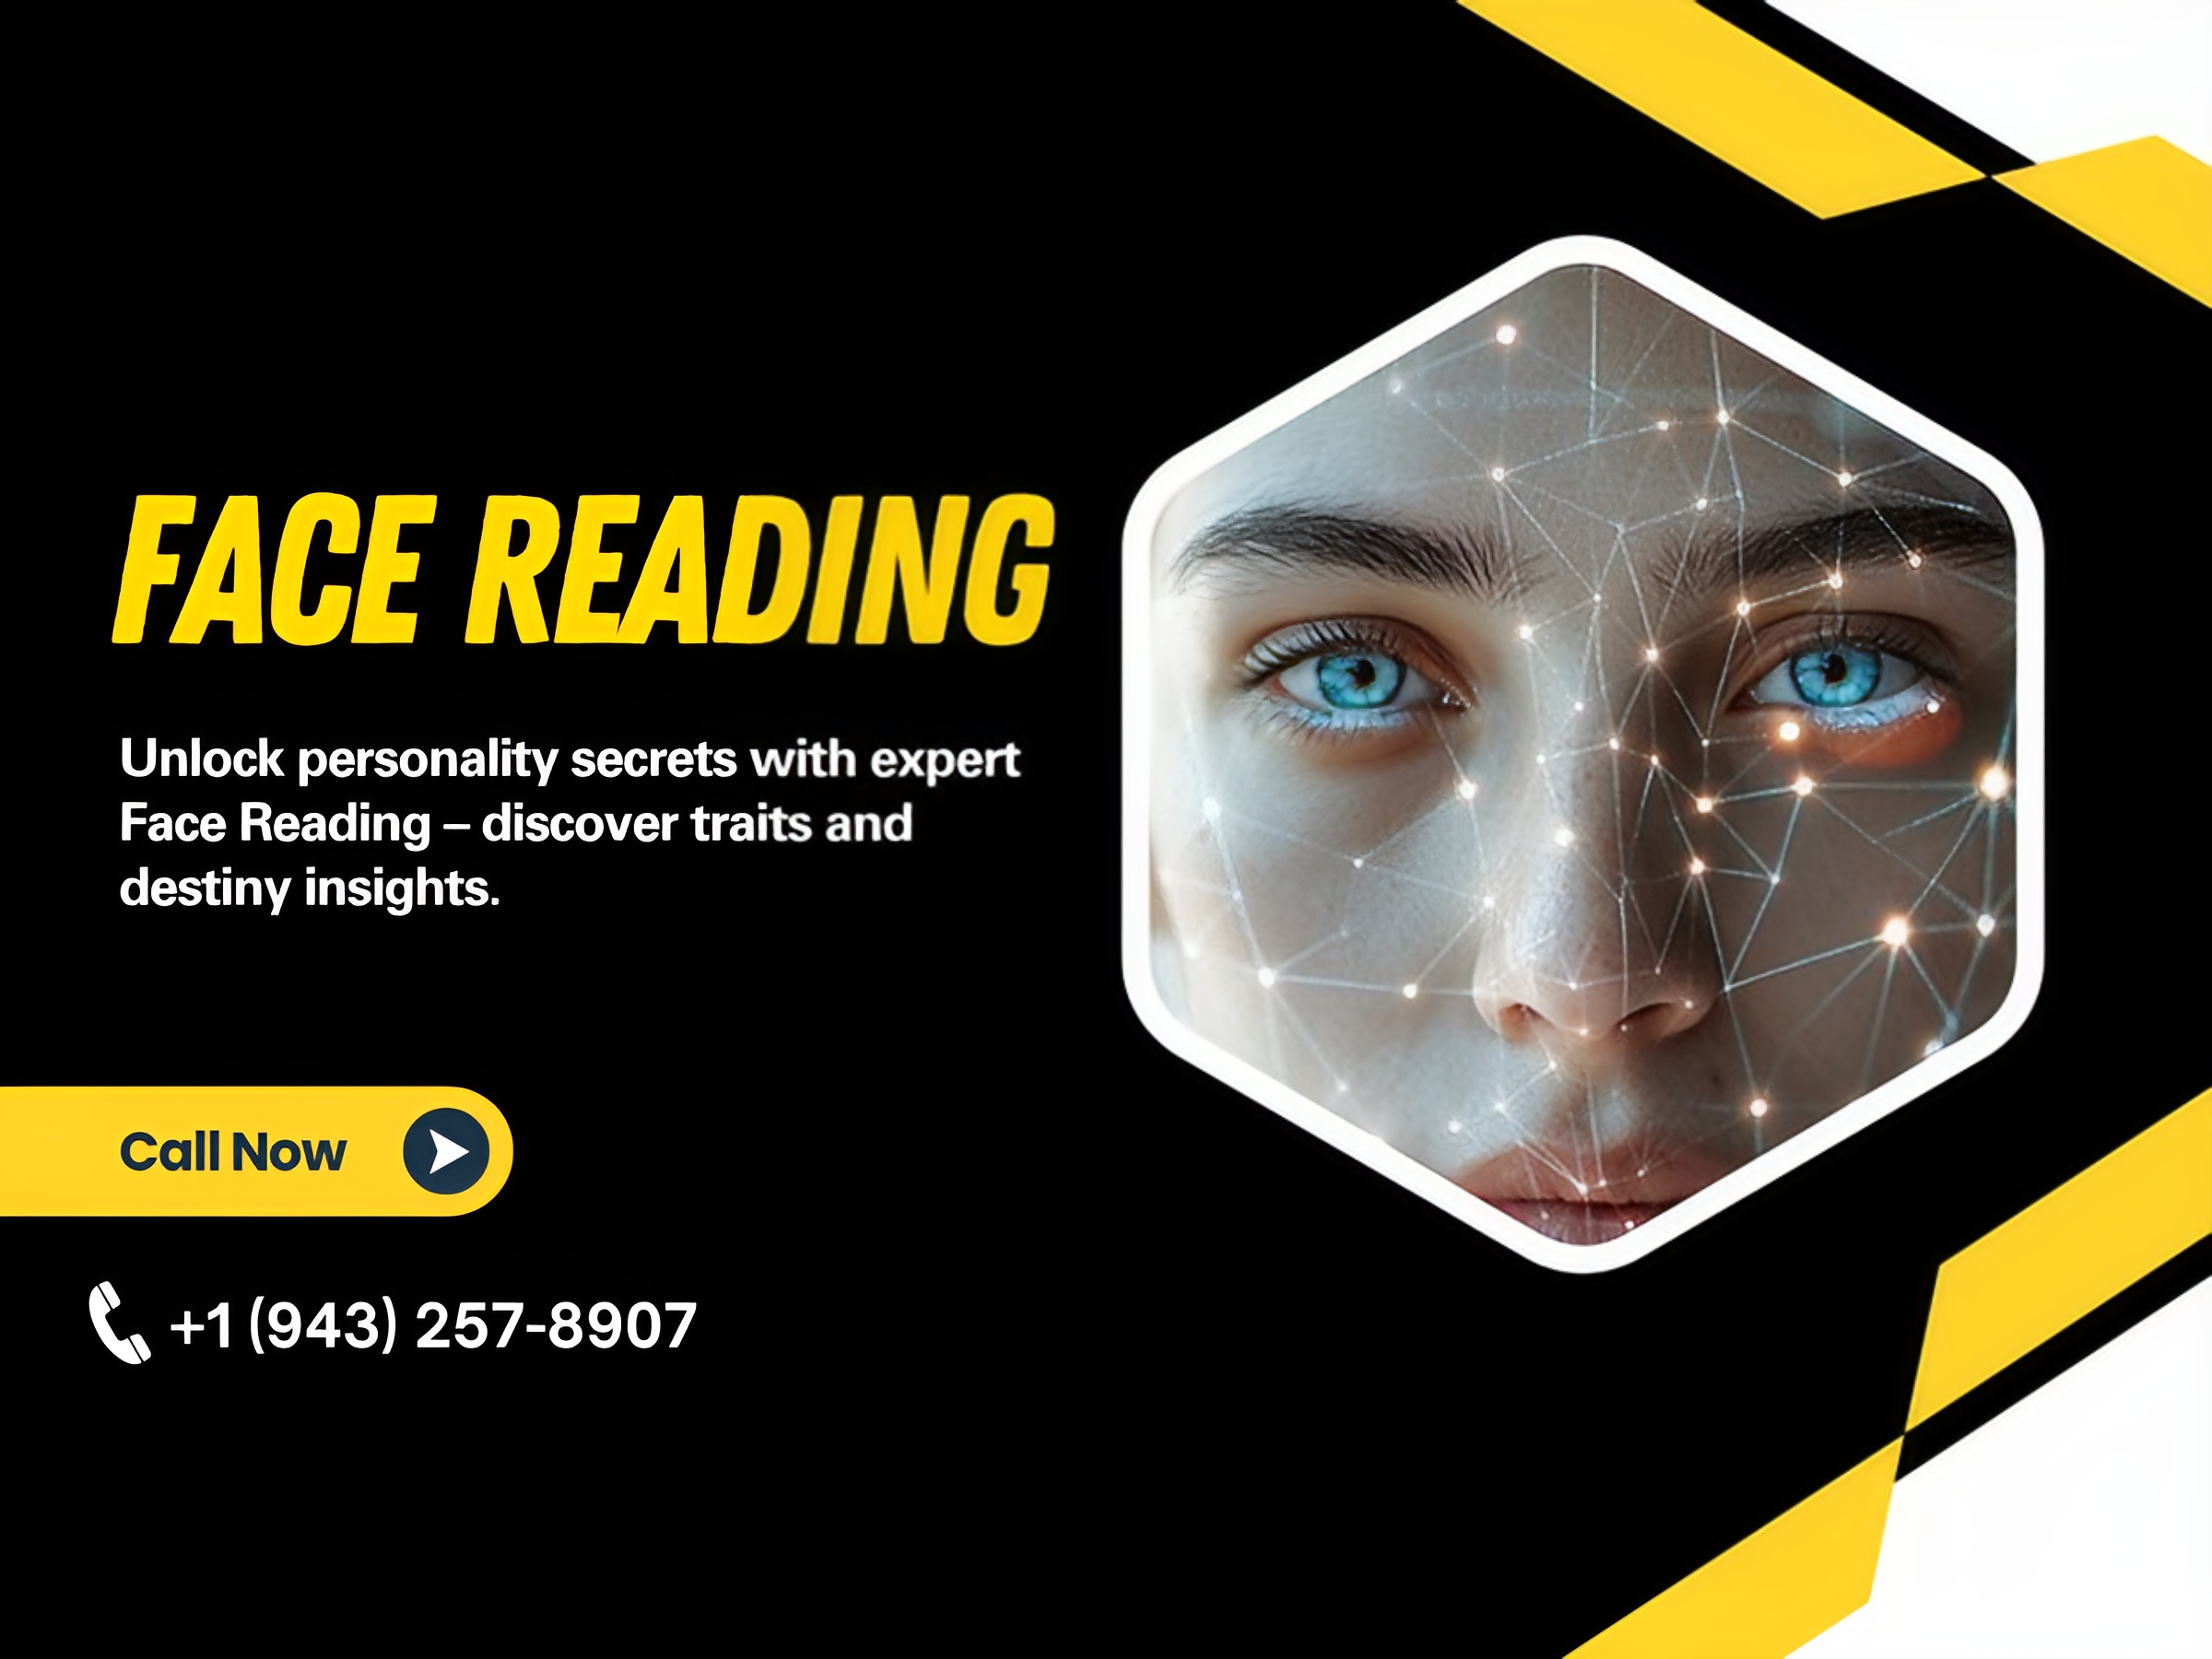 FACE READING
Unlock personality secrets with expert
Face Reading – discover traits and
destiny insights.
Call Now
+1 (943) 257-8907